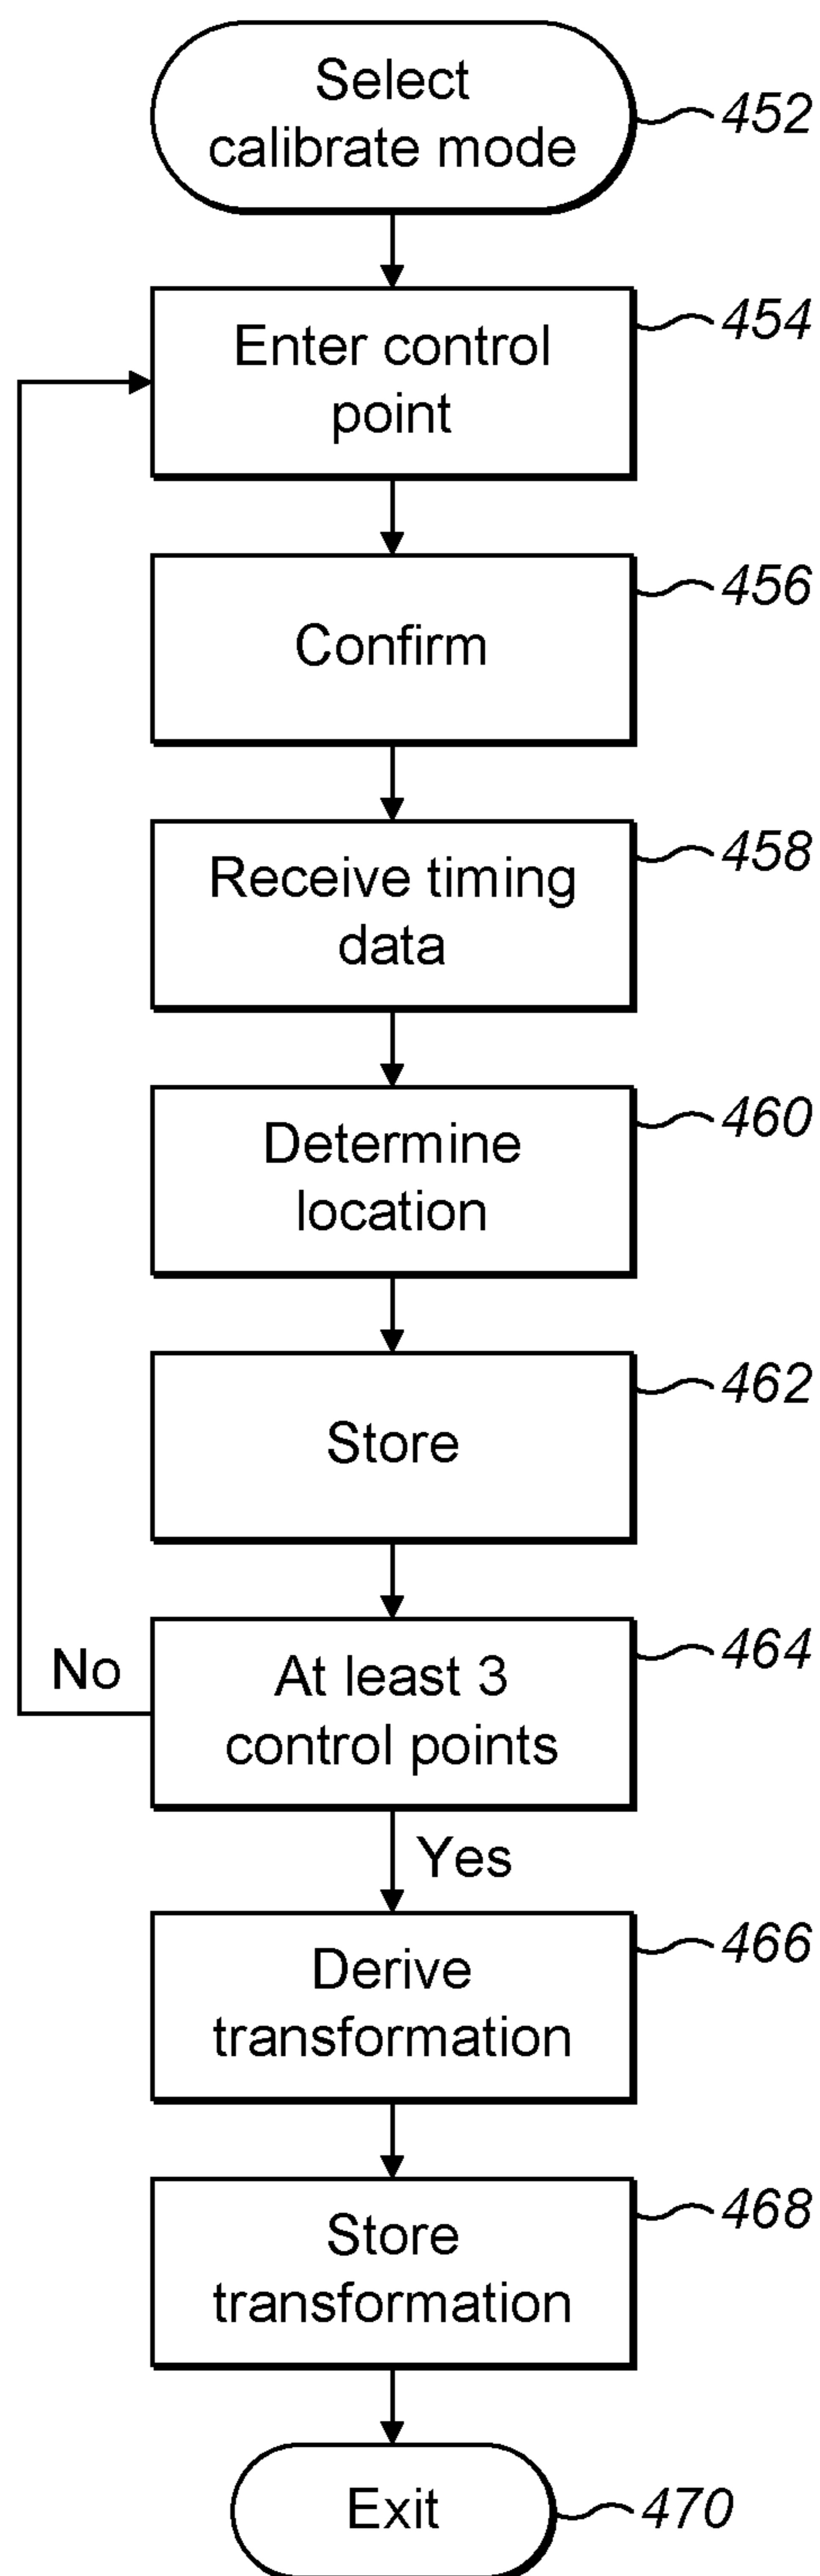 Select
calibrate mode
452
Enter control
point
454
Confirm
456
Receive timing
data
458
Determine
location
460
Store
462
At least 3
control points
464
No
Yes
Derive
transformation
466
Store
transformation
468
Exit
470